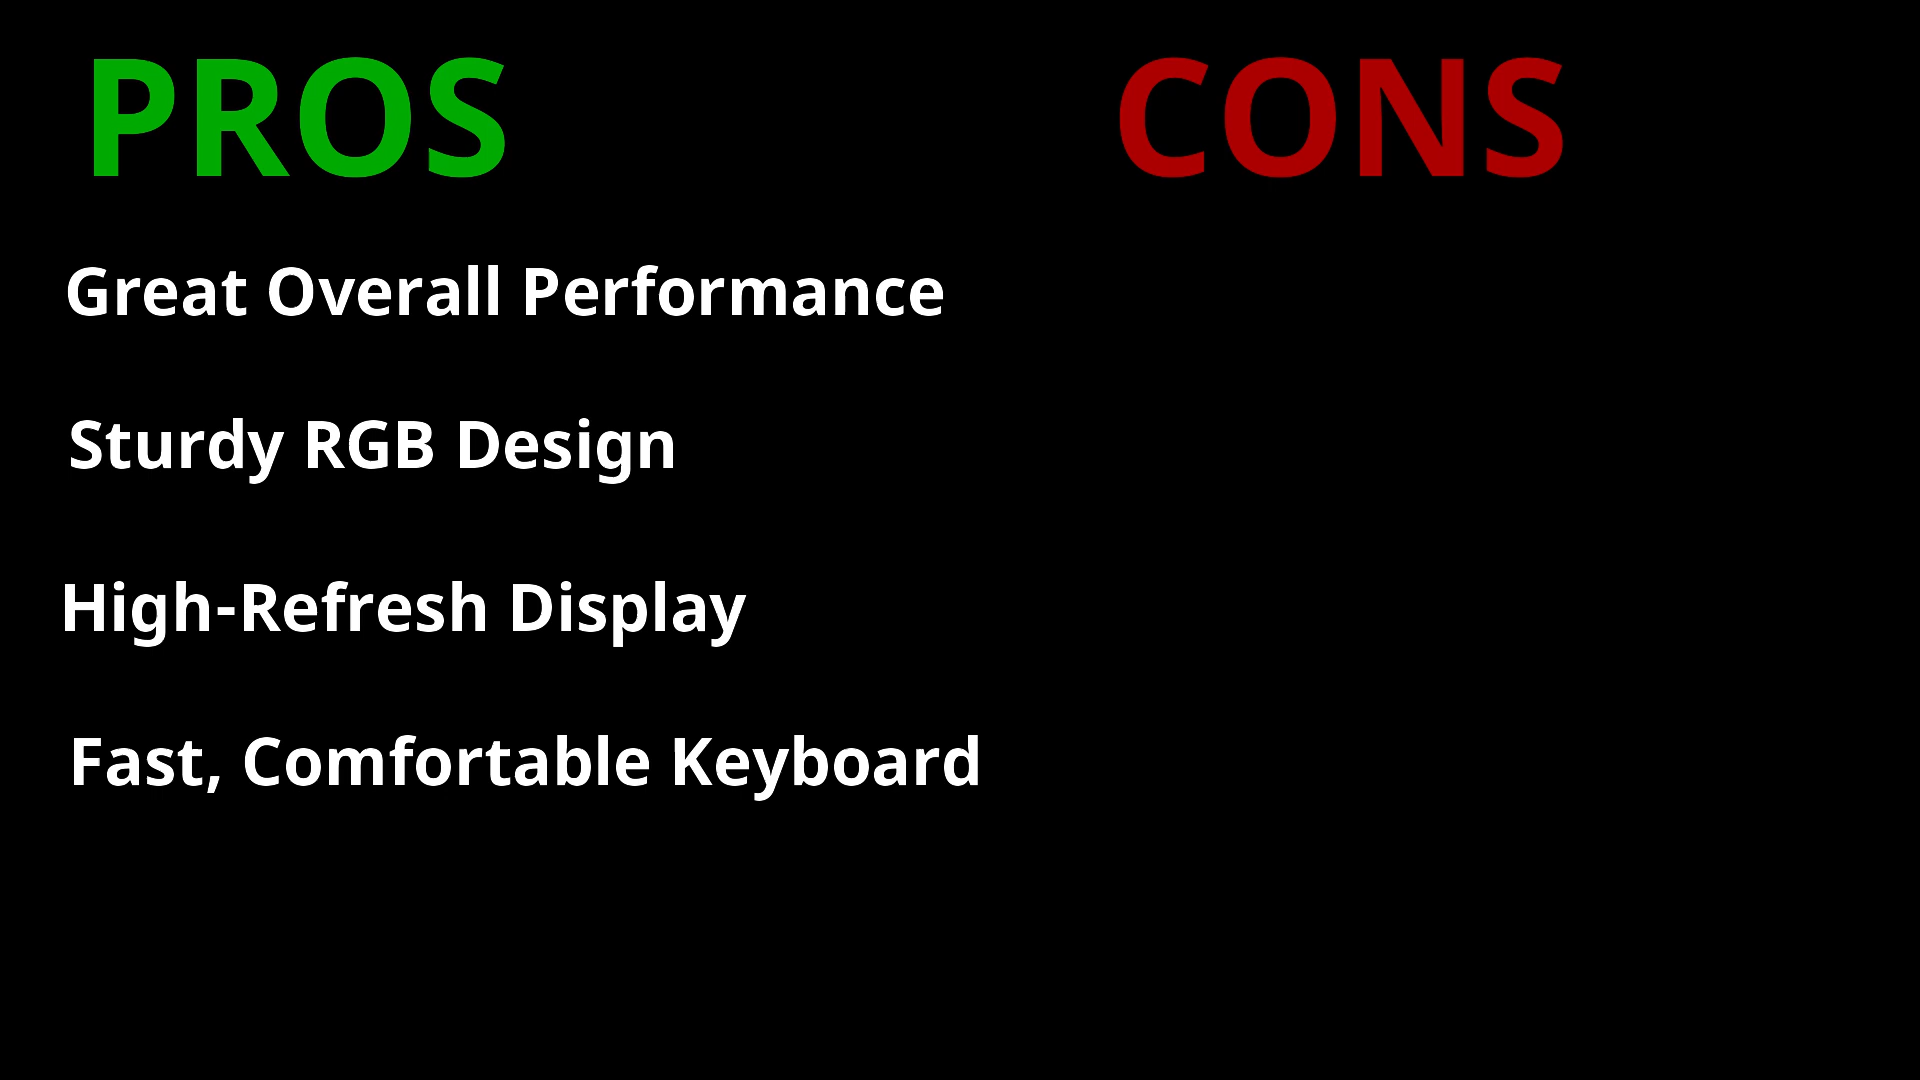 PROS
CONS
Great Overall Performance
Sturdy RGB Design
High-Refresh Display
Fast, Comfortable Keyboard